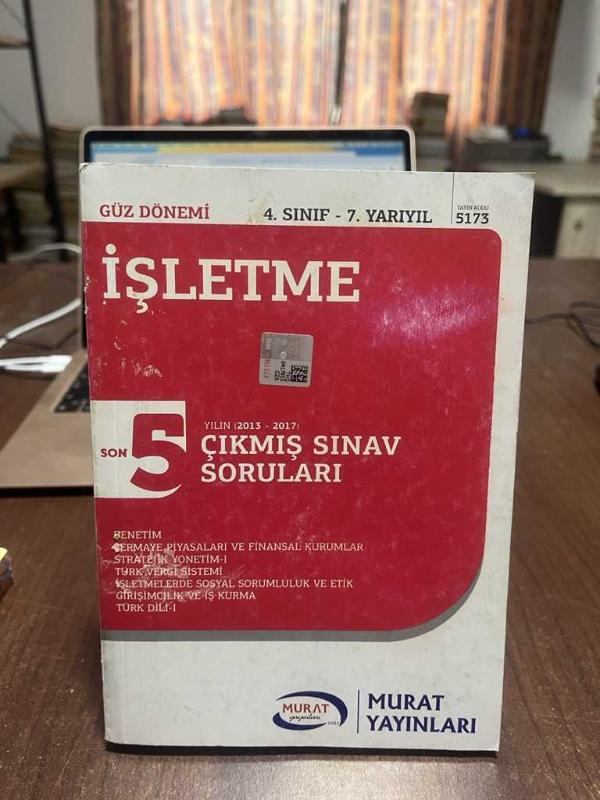 GÜZ DÖNEMİ
4. SINIF - 7. YARIYIL
YAYIN KODU
5173
İŞLETME
SON 5
YILIN (2013 - 2017)
ÇIKMIŞ SINAV
SORULARI
DENETİM
SERMAYE PİYASALARI VE FİNANSAL KURUMLAR
STRATEJİK YÖNETİM-I
TÜRK VERGİ SİSTEMİ
İŞLETMELERDE SOSYAL SORUMLULUK VE ETİK
GİRİŞİMCİLİK VE İŞ KURMA
TÜRK DİLİ-I
MURAT
yayınları
MURAT
YAYINLARI